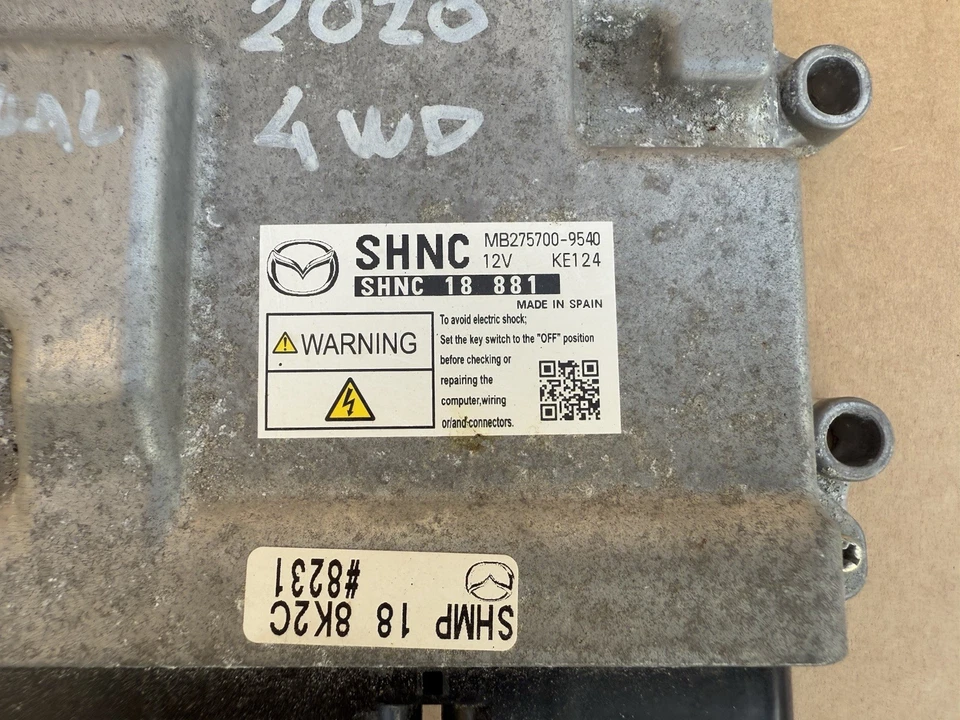 2020
4WD
SHNC
MB275700-9540
12V KE124
SHNC 18 881
MADE IN SPAIN
WARNING
To avoid electric shock;
Set the key switch to the "OFF" position
before checking or
repairing the
computer,wiring
or/and connectors.
SHMP 18 8K2C
#8231